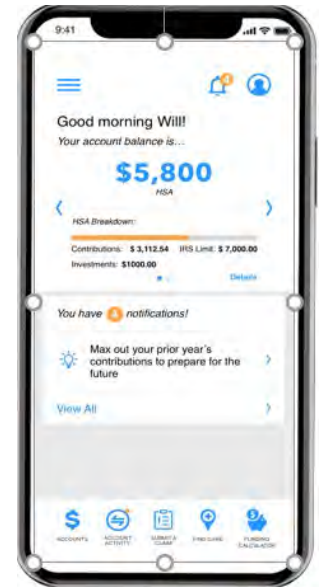 9:41
4
Good morning Will!
Your account balance is...
$5,800
HSA
HSA Breakdown:
Contributions: $ 3,112.54 IRS Limit: $ 7,000.00
Investments: $1000.00
Details
You have 4 notifications!
Max out your prior year's
contributions to prepare for the
future
View All
ACCOUNTS
ACCOUNT
ACTIVITY
SUBMIT A
CLAIM
FIND CARE
FUNDING
CALCULATOR